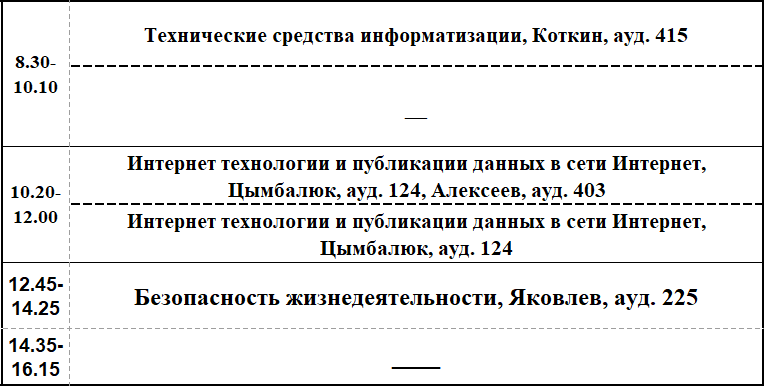 8.30-
10.10
Технические средства информатизации, Коткин, ауд. 415
—
10.20-
12.00
Интернет технологии и публикации данных в сети Интернет,
Цымбалюк, ауд. 124, Алексеев, ауд. 403
Интернет технологии и публикации данных в сети Интернет,
Цымбалюк, ауд. 124
12.45-
14.25
Безопасность жизнедеятельности, Яковлев, ауд. 225
14.35-
16.15
——